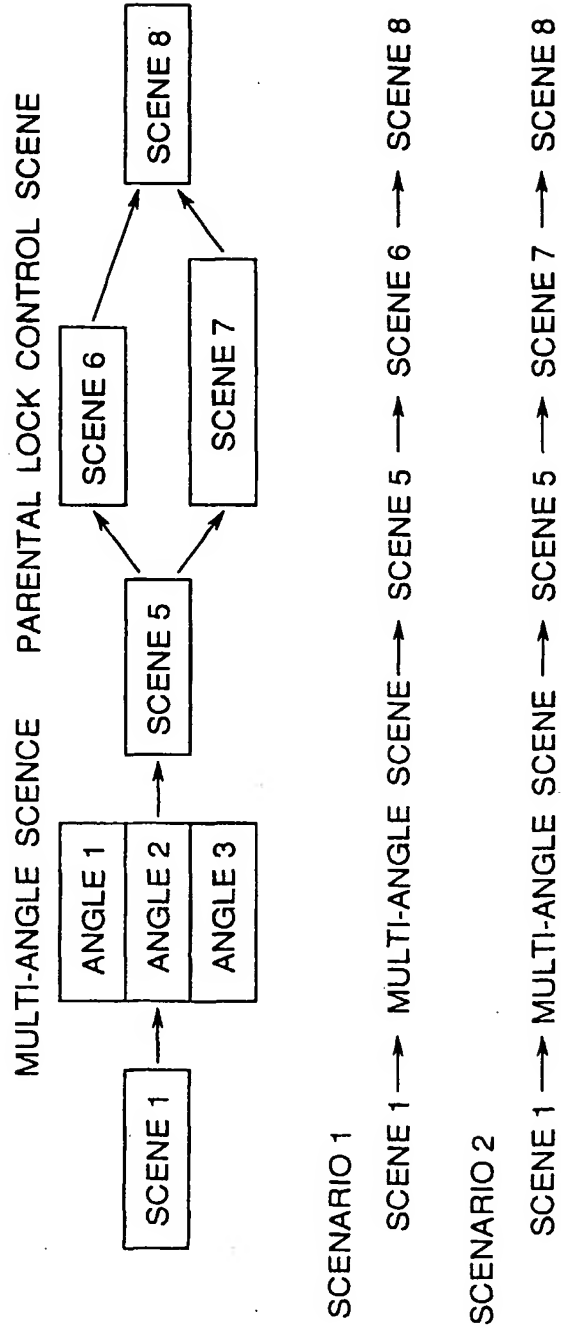 MULTI-ANGLE SCENCE PARENTAL LOCK CONTROL SCENE
SCENE 1
ANGLE 1
ANGLE 2
ANGLE 3
SCENE 5
SCENE 6
SCENE 7
SCENE 8
SCENARIO 1
SCENE 1 → MULTI-ANGLE SCENE → SCENE 5 → SCENE 6 → SCENE 8
SCENARIO 2
SCENE 1 → MULTI-ANGLE SCENE → SCENE 5 → SCENE 7 → SCENE 8